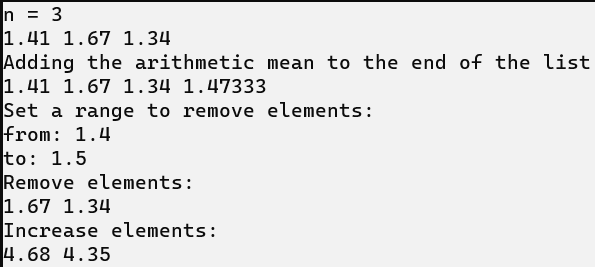 n = 3
1.41 1.67 1.34
Adding the arithmetic mean to the end of the list
1.41 1.67 1.34 1.47333
Set a range to remove elements:
from: 1.4
to: 1.5
Remove elements:
1.67 1.34
Increase elements:
4.68 4.35